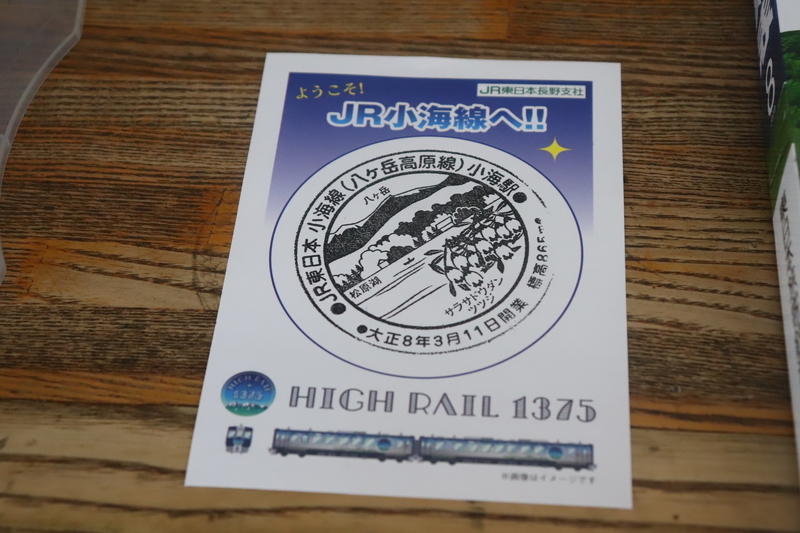 ようこそ!
JR東日本長野支社
JR小海線へ!!
●JR東日本 小海線(八ヶ岳高原線)小海駅●
八ヶ岳
松原湖
サラサドウダン
ツツジ
標高865m
●大正8年3月11日開業
HIGH RAIL
1375
HIGH RAIL 1375
※画像はイメージです